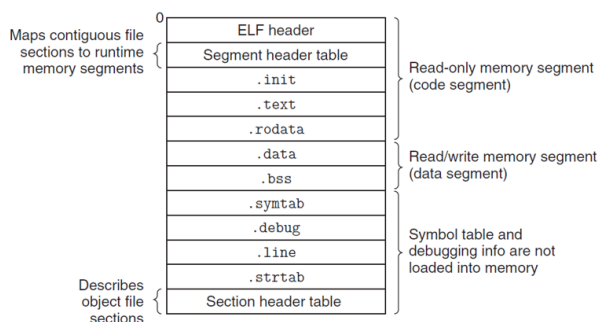 0
Maps contiguous file
sections to runtime
memory segments
ELF header
Segment header table
.init
.text
.rodata
.data
.bss
.symtab
.debug
.line
.strtab
Section header table
Describes
object file
sections
Read-only memory segment
(code segment)
Read/write memory segment
(data segment)
Symbol table and
debugging info are not
loaded into memory